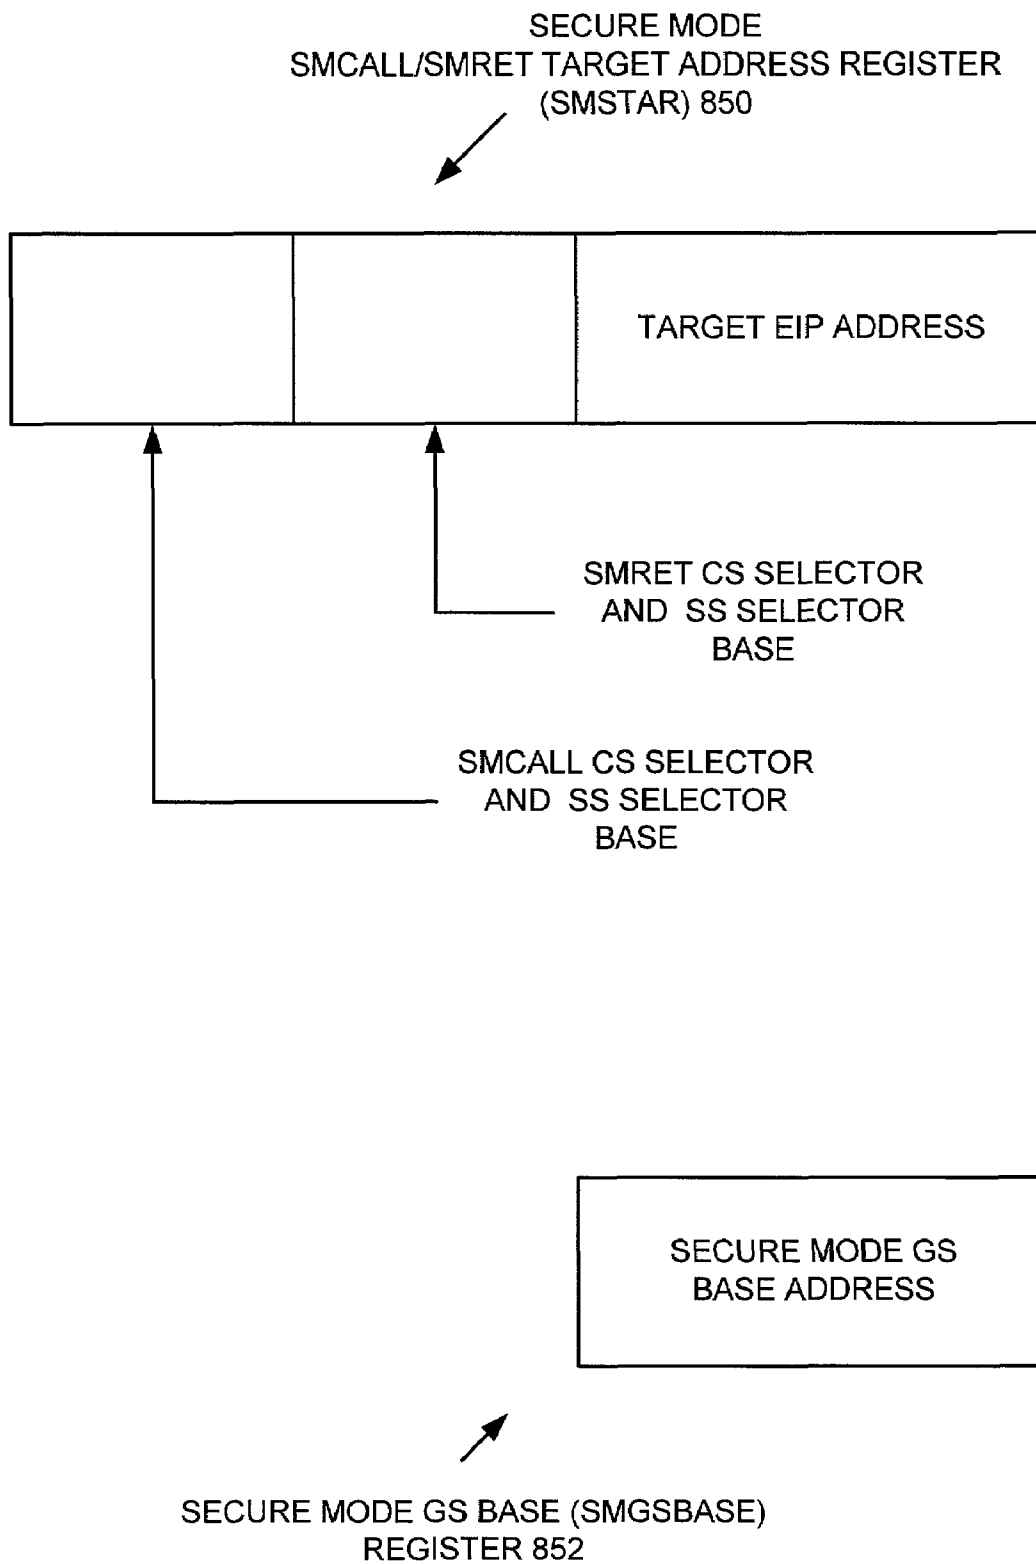 SECURE MODE
SMCALL/SMRET TARGET ADDRESS REGISTER
(SMSTAR) 850
TARGET EIP ADDRESS
SMRET CS SELECTOR
AND SS SELECTOR
BASE
SMCALL CS SELECTOR
AND SS SELECTOR
BASE
SECURE MODE GS
BASE ADDRESS
SECURE MODE GS BASE (SMGSBASE)
REGISTER 852